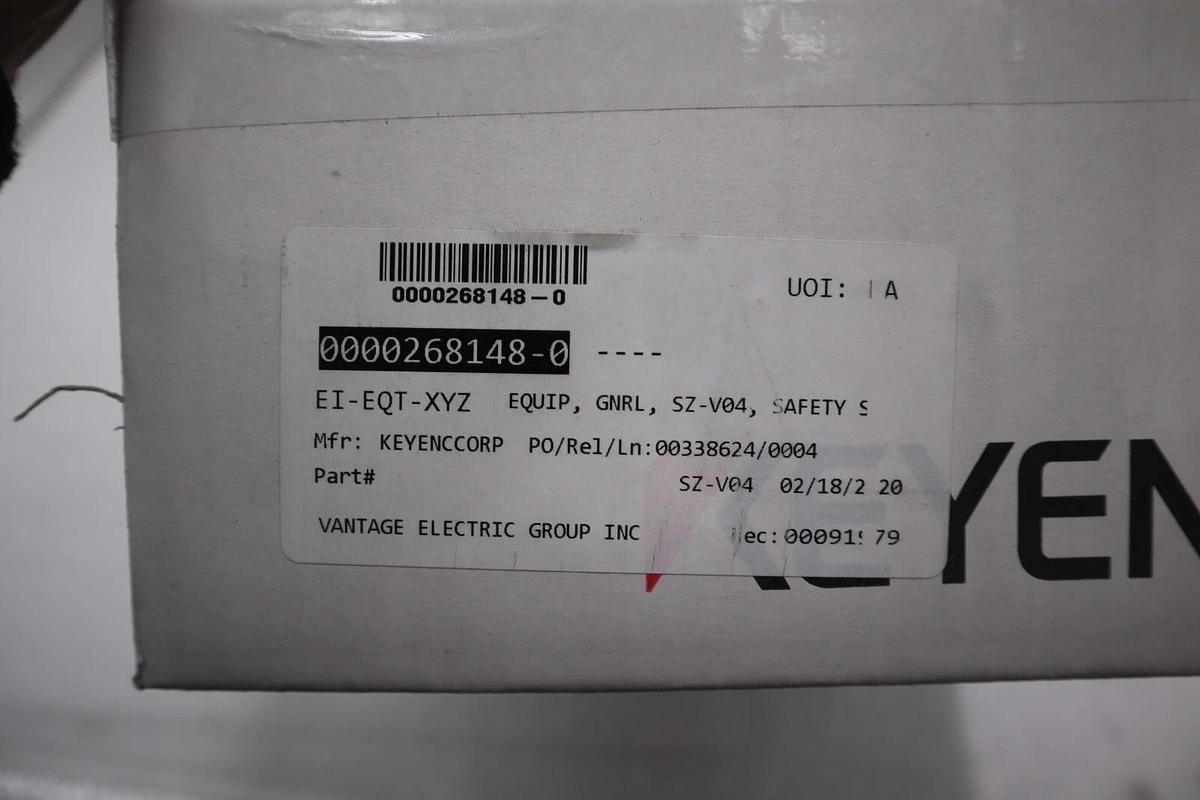 0000268148-0
UOI: A
0000268148-0 ----
EI-EQT-XYZ EQUIP, GNRL, SZ-V04, SAFETY S
Mfr: KEYENCCORP PO/Rel/Ln:00338624/0004
Part# SZ-V04 02/18/2 20
VANTAGE ELECTRIC GROUP INC
KEYEN